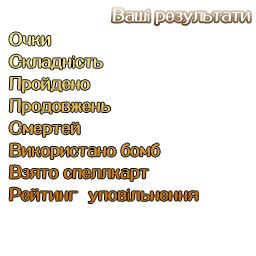 Ваші результати
Очки
Складність
Пройдено
Продовжень
Смертей
Використано бомб
Взято спеллкарт
Рейтинг уповільнення